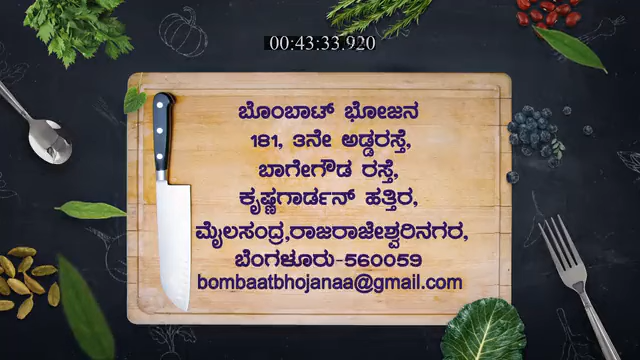 00:43:33.920
ಬೊಂಬಾಟ್ ಭೋಜನ
181, 3ನೇ ಅಡ್ಡರಸ್ತೆ,
ಬಾಗೇಗೌಡ ರಸ್ತೆ,
ಕೃಷ್ಣಗಾರ್ಡನ್ ಹತ್ತಿರ,
ಮೈಲಸಂದ್ರ,ರಾಜರಾಜೇಶ್ವರಿನಗರ,
ಬೆಂಗಳೂರು-560059
bombaatbhojanaa@gmail.com